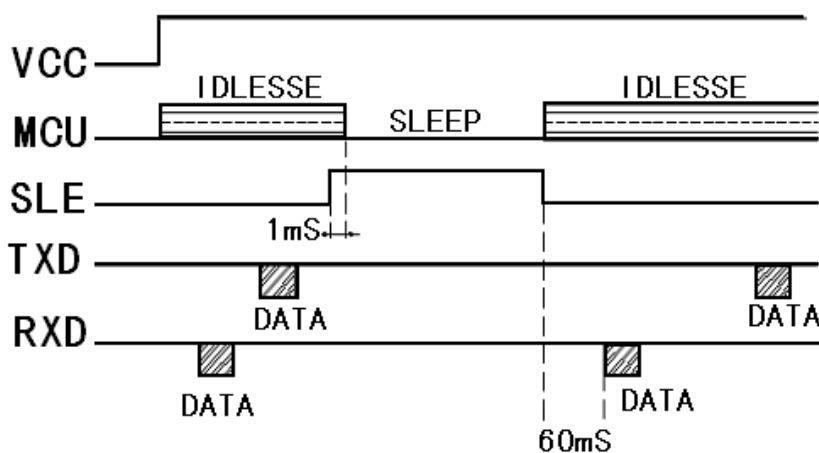 VCC
IDLESSE
IDLESSE
MCU
SLEEP
SLE
1mS
TXD
DATA
DATA
RXD
DATA
DATA
60mS